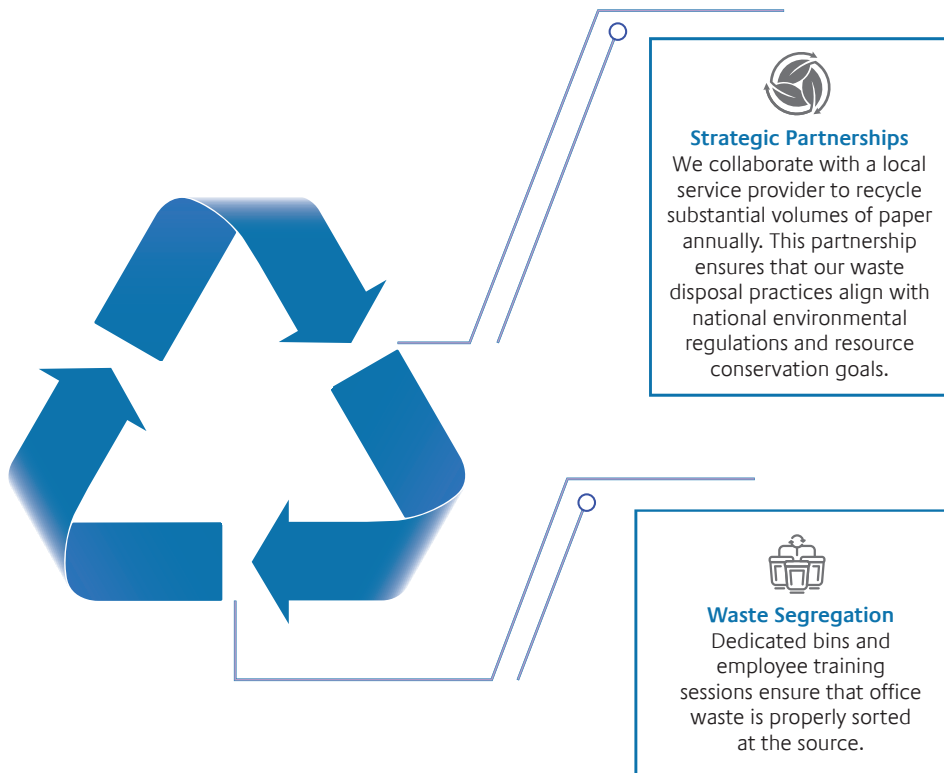 Strategic Partnerships
We collaborate with a local
service provider to recycle
substantial volumes of paper
annually. This partnership
ensures that our waste
disposal practices align with
national environmental
regulations and resource
conservation goals.
Waste Segregation
Dedicated bins and
employee training
sessions ensure that office
waste is properly sorted
at the source.